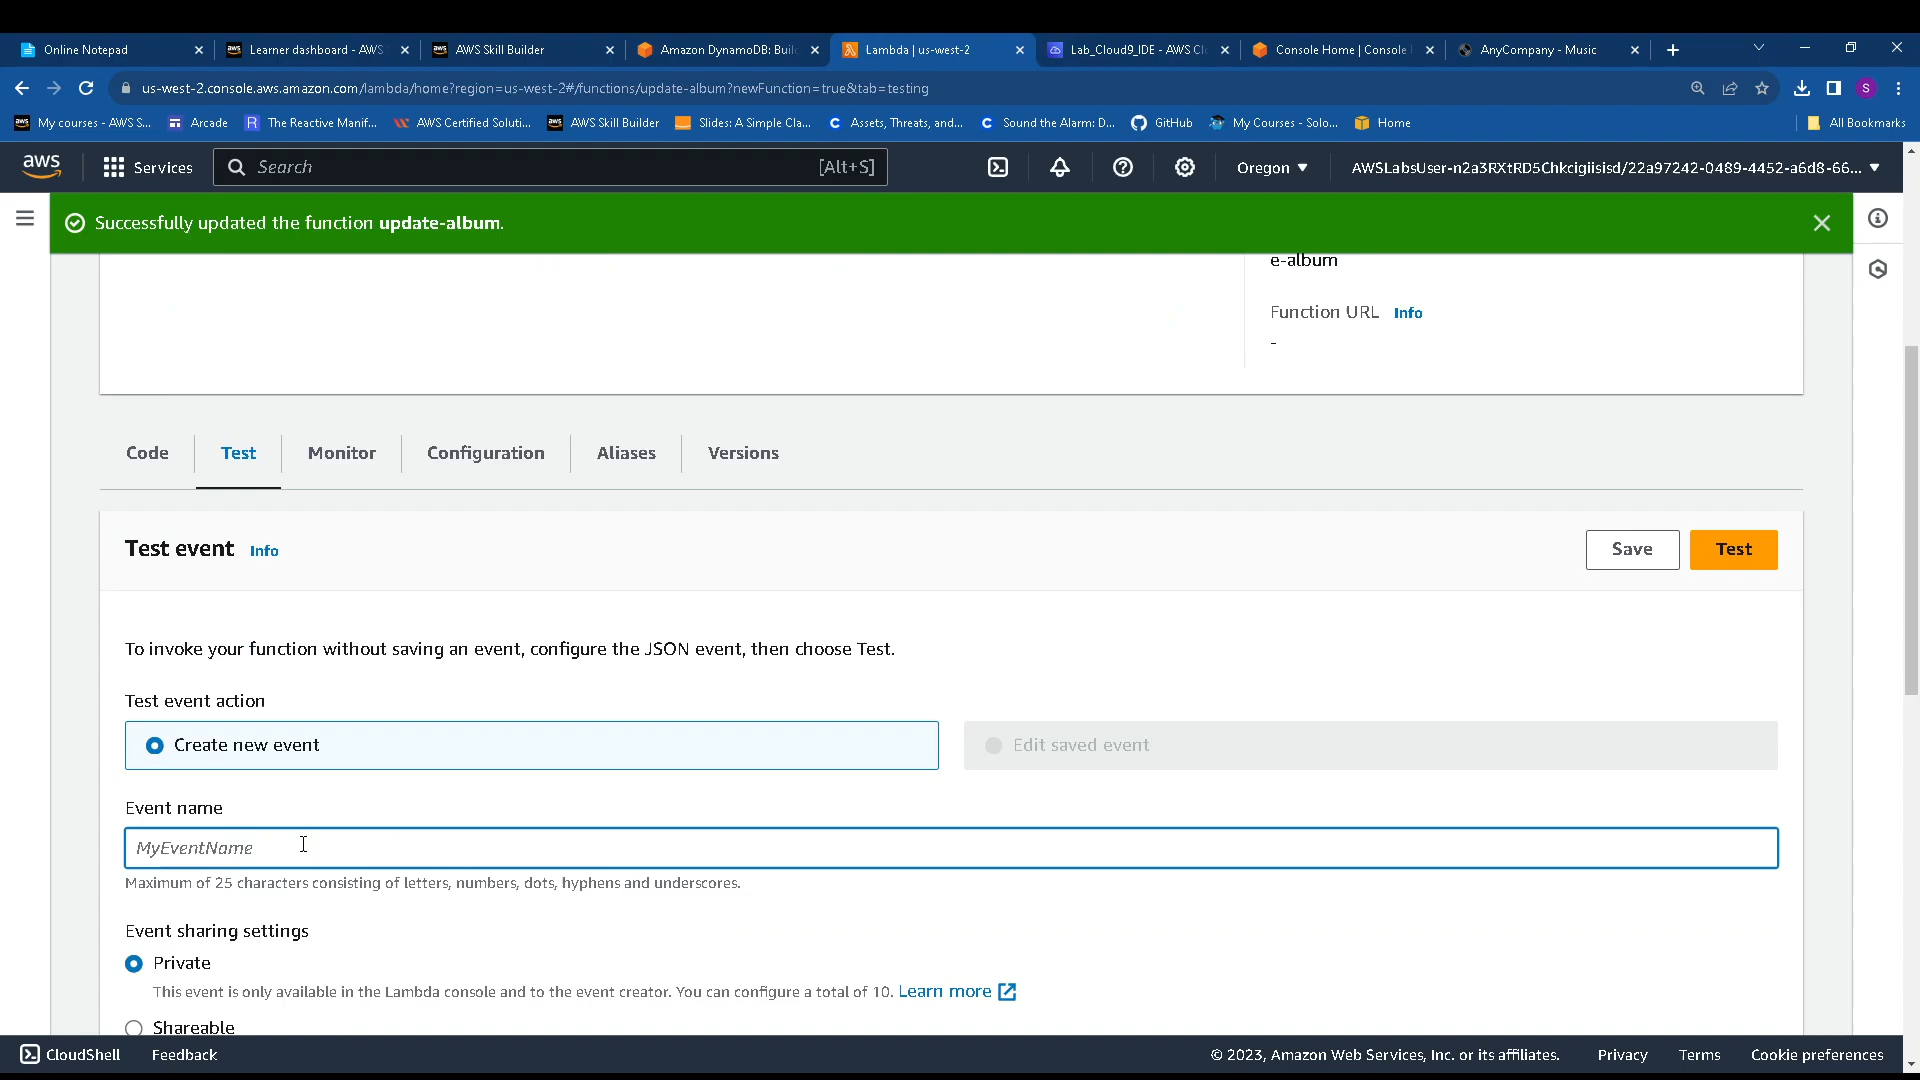 Online Notepad
Learner dashboard - AWS
AWS Skill Builder
Amazon DynamoDB: Buil
Lambda | us-west-2
Lab_Cloud9_IDE - AWS Cl
Console Home | Console
AnyCompany - Music
us-west-2.console.aws.amazon.com/lambda/home?region=us-west-2#/functions/update-album?newFunction=true&tab=testing
S
My courses - AWS S...
Arcade
The Reactive Manif...
AWS Certified Soluti...
AWS Skill Builder
Slides: A Simple Cla...
Assets, Threats, and...
Sound the Alarm: D...
GitHub
My Courses - Solo...
Home
All Bookmarks
aws
Services
Search [Alt+S]
Oregon
AWSLabsUser-n2a3RXtRD5Chkcigiisisd/22a97242-0489-4452-a6d8-66...
Successfully updated the function update-album.
e-album
Function URL Info
-
Code
Test
Monitor
Configuration
Aliases
Versions
Test event Info
Save
Test
To invoke your function without saving an event, configure the JSON event, then choose Test.
Test event action
Create new event
Edit saved event
Event name
MyEventName
Maximum of 25 characters consisting of letters, numbers, dots, hyphens and underscores.
Event sharing settings
Private
This event is only available in the Lambda console and to the event creator. You can configure a total of 10. Learn more
Shareable
CloudShell
Feedback
© 2023, Amazon Web Services, Inc. or its affiliates.
Privacy
Terms
Cookie preferences